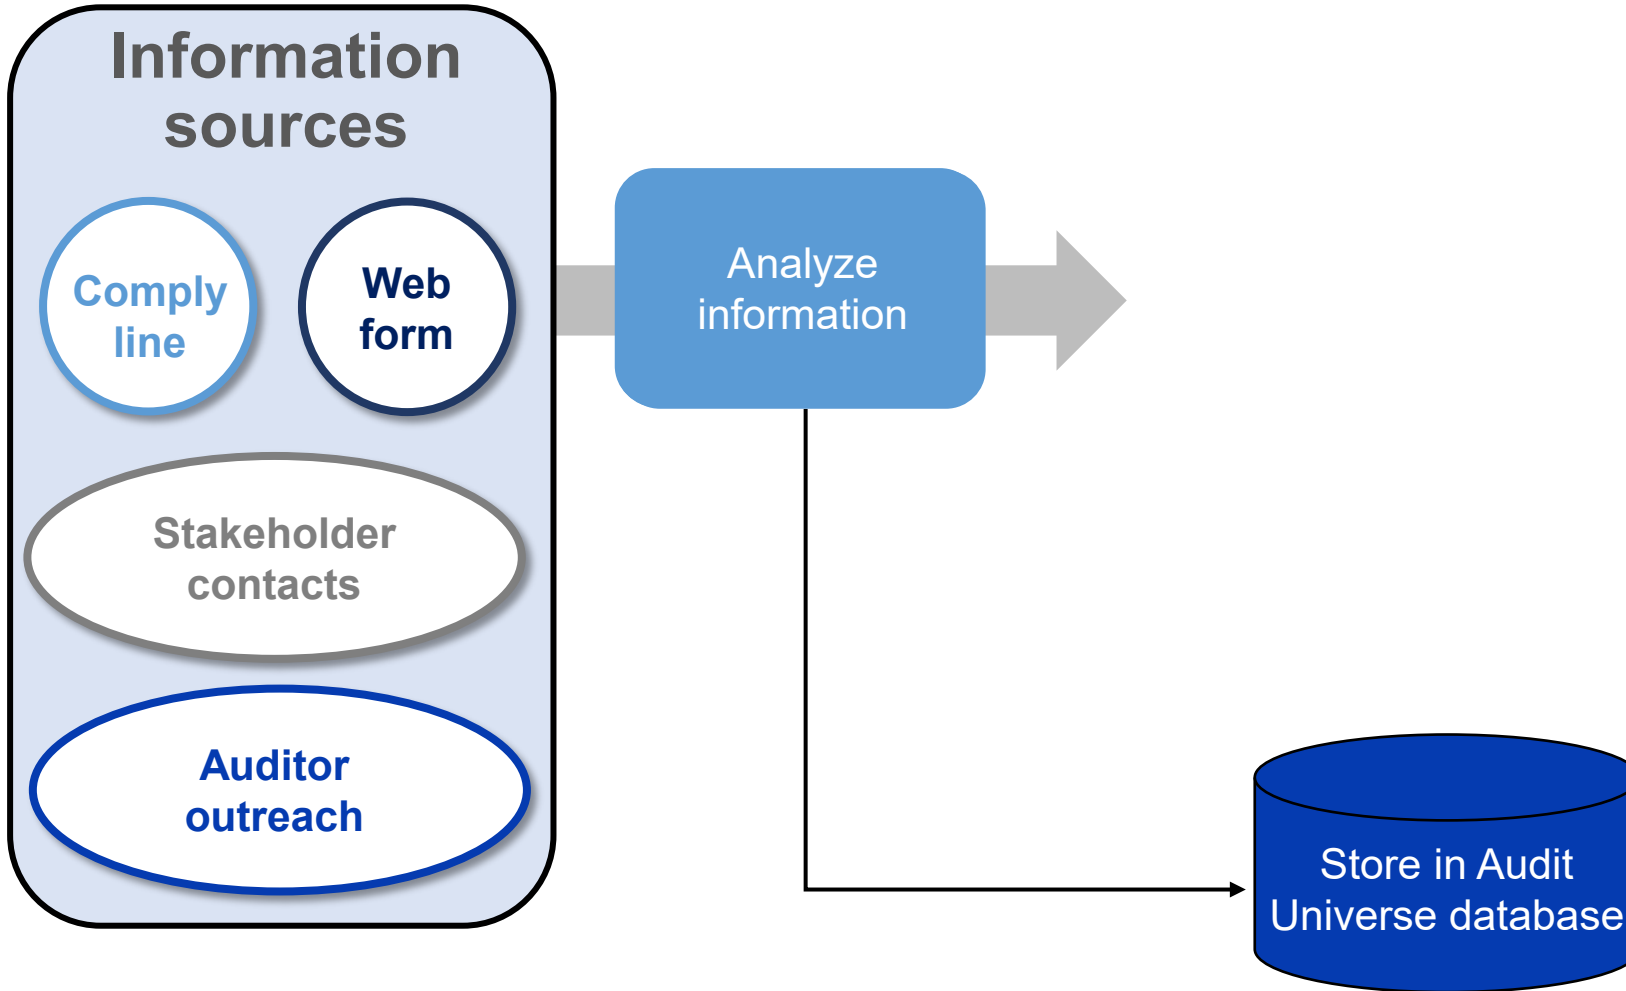 Information
sources
Comply
line
Web
form
Analyze
information
Stakeholder
contacts
Auditor
outreach
Store in Audit
Universe database